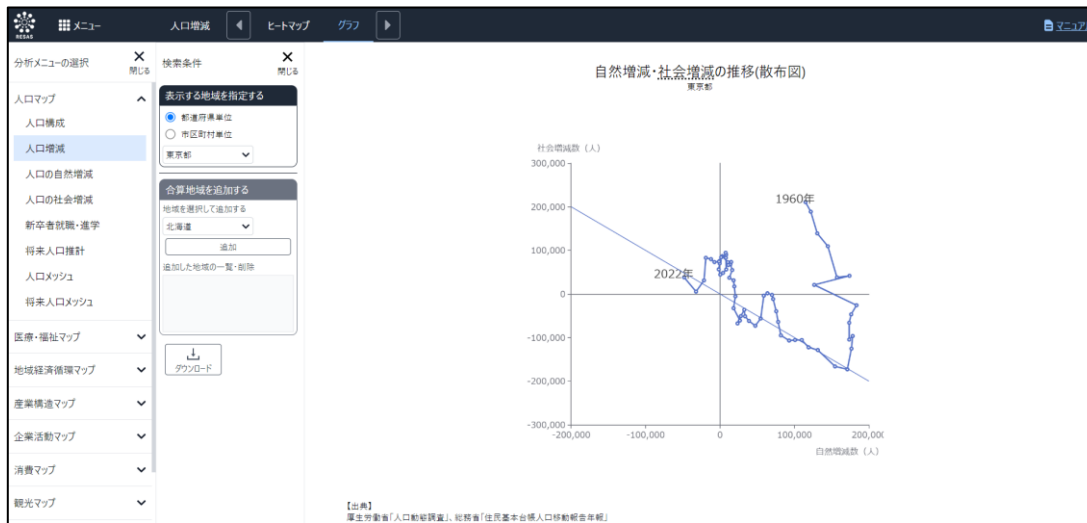 RESAS
メニュー
人口増減
ヒートマップ
グラフ
マニュアル
分析メニューの選択
閉じる
人口マップ
人口構成
人口増減
人口の自然増減
人口の社会増減
新卒者就職・進学
将来人口推計
人口メッシュ
将来人口メッシュ
医療・福祉マップ
地域経済循環マップ
産業構造マップ
企業活動マップ
消費マップ
観光マップ
検索条件
閉じる
表示する地域を指定する
都道府県単位
市区町村単位
東京都
合算地域を追加する
地域を選択して追加する
北海道
追加
追加した地域の一覧・削除
ダウンロード
自然増減・社会増減の推移(散布図)
東京都
社会増減数(人)
300,000
200,000
100,000
0
-100,000
-200,000
-300,000
1960年
2022年
-200,000
-100,000
0
100,000
200,000
自然増減数(人)
【出典】
厚生労働省「人口動態調査」、総務省「住民基本台帳人口移動報告年報」